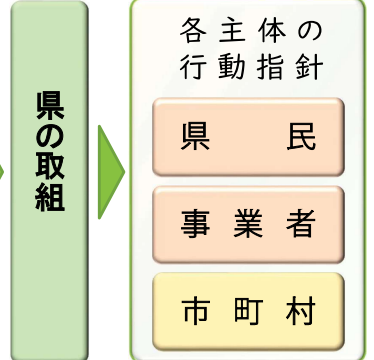 県の取組
各主体の
行動指針
県民
事業者
市町村